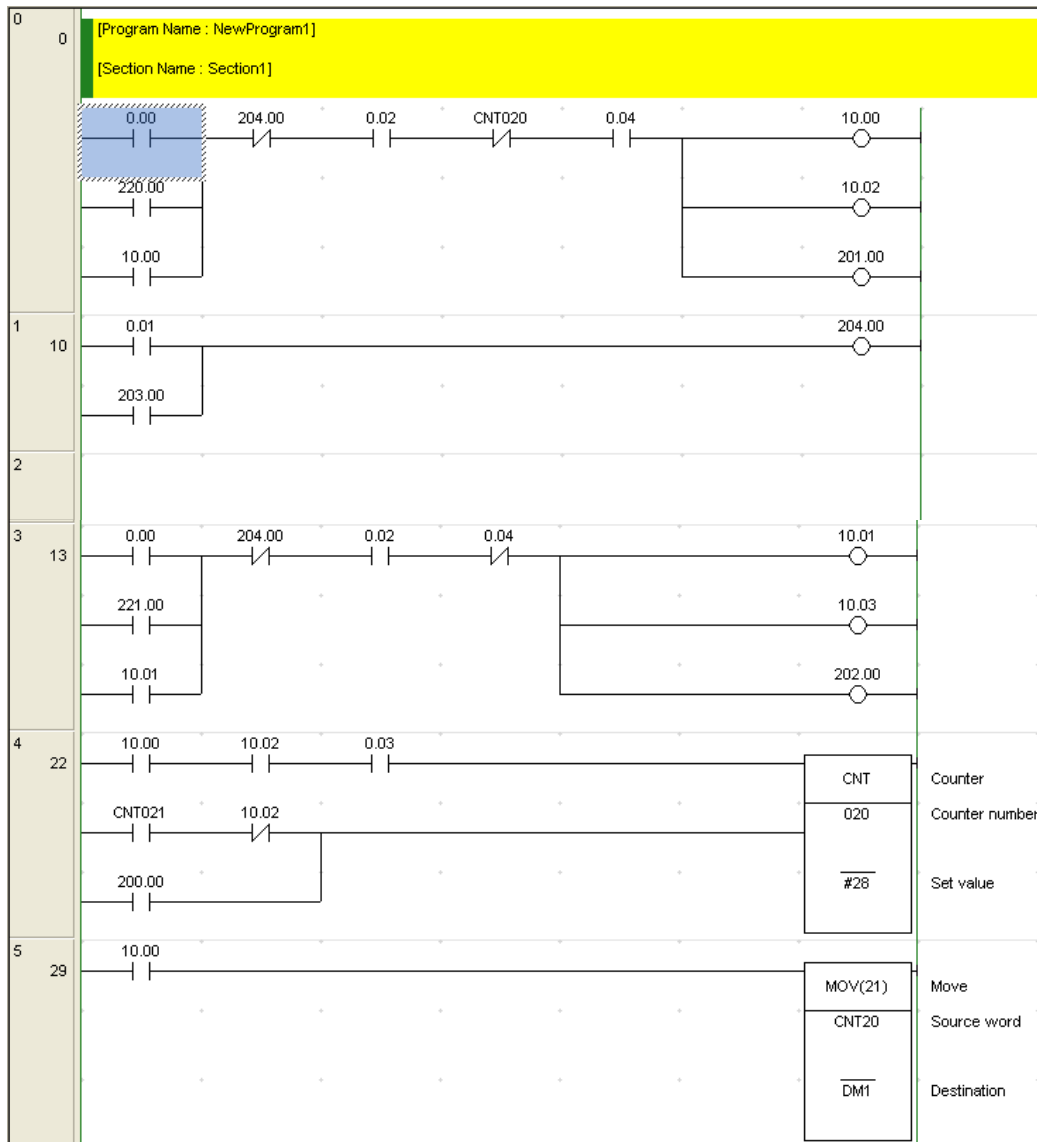 0
0
[Program Name : NewProgram1]
[Section Name : Section1]
0.00 204.00 0.02 CNT020 0.04 10.00
220.00 10.02
10.00 201.00
1
10
0.01 204.00
203.00
2
3
13
0.00 204.00 0.02 0.04 10.01
221.00 10.03
10.01 202.00
4
22
10.00 10.02 0.03
CNT Counter
CNT021 10.02 020 Counter number
200.00 #28 Set value
5
29
10.00
MOV(21) Move
CNT20 Source word
DM1 Destination